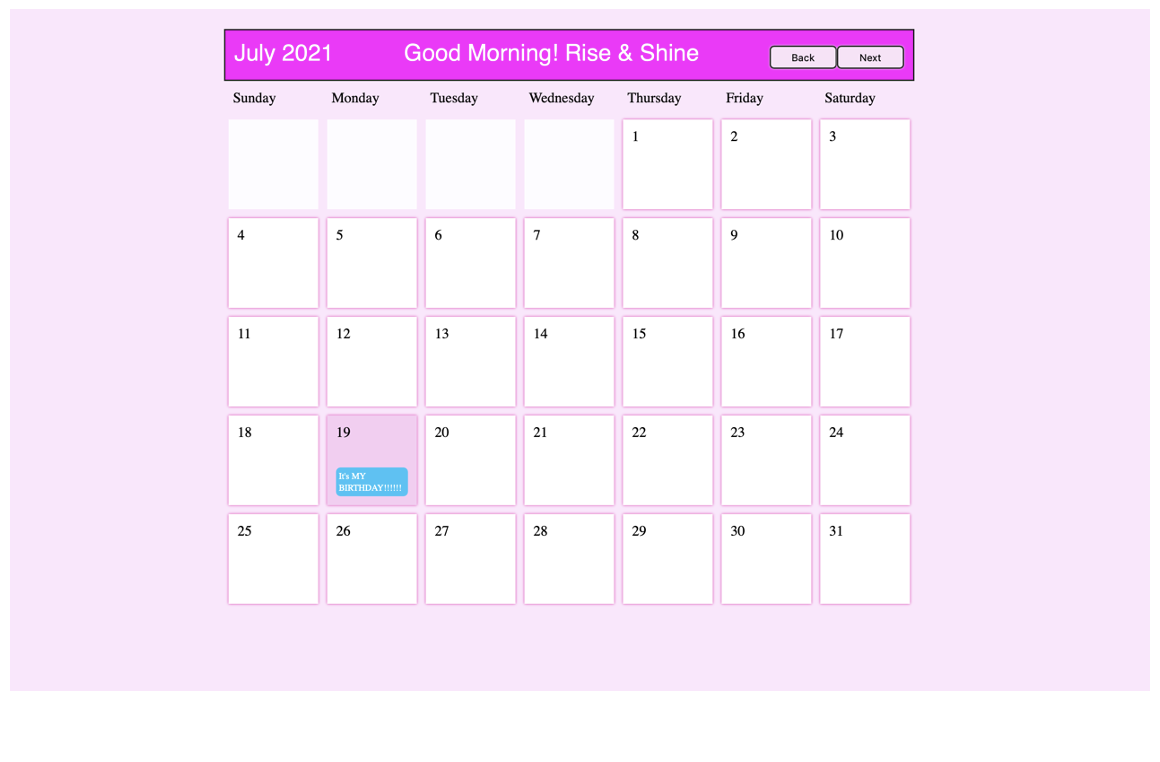 July 2021 Good Morning! Rise & Shine Back Next
Sunday Monday Tuesday Wednesday Thursday Friday Saturday
1 2 3
4 5 6 7 8 9 10
11 12 13 14 15 16 17
18 19 20 21 22 23 24
It's MY
BIRTHDAY!!!!!!
25 26 27 28 29 30 31